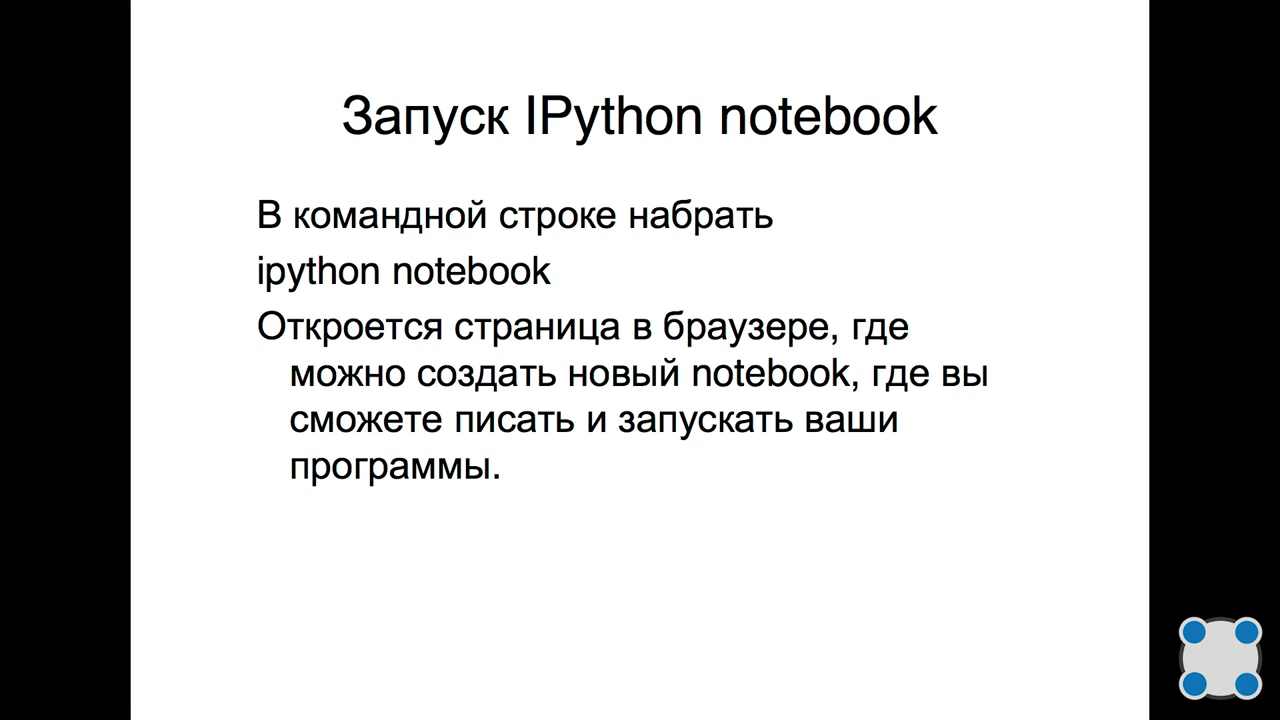 Запуск IPython notebook
В командной строке набрать
ipython notebook
Откроется страница в браузере, где
можно создать новый notebook, где вы
сможете писать и запускать ваши
программы.